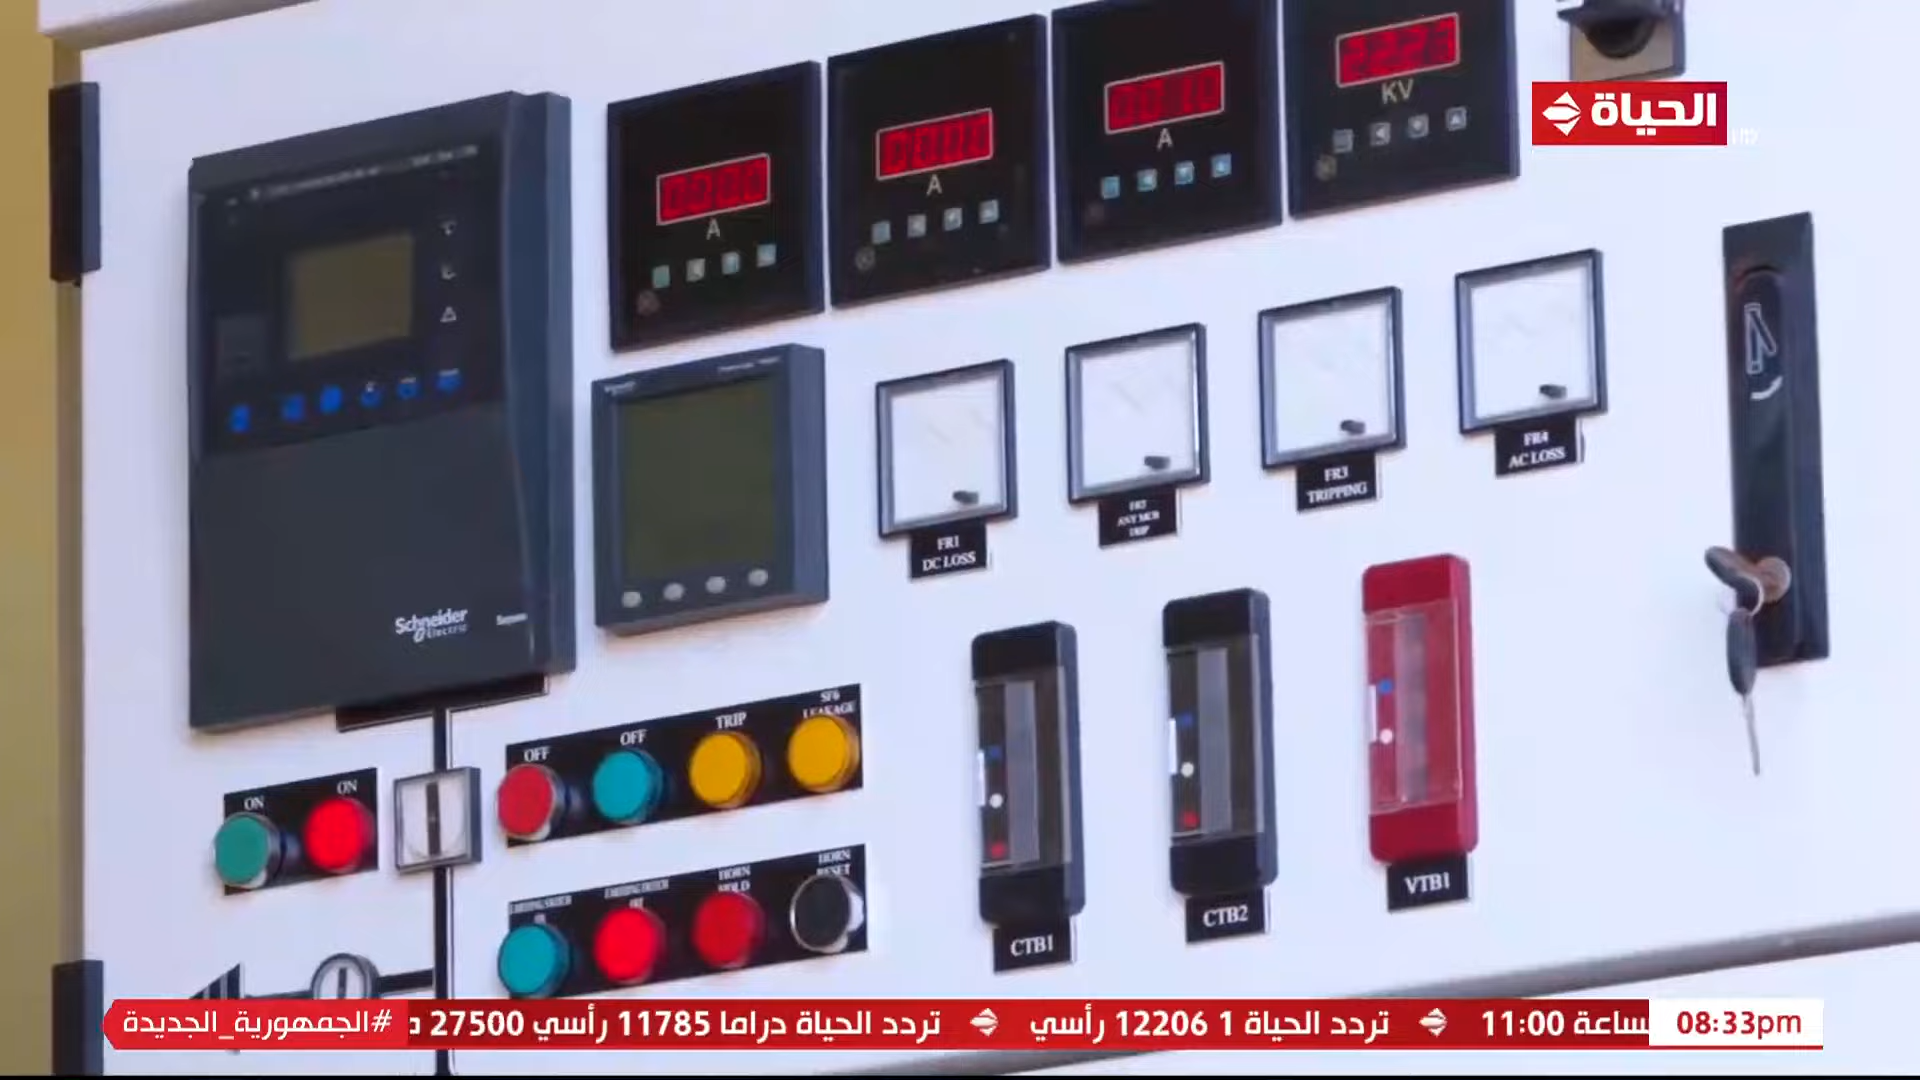 الحياة
HD
A
A
A
KV
FR1
DC LOSS
FR2
ANY MCB
TRIP
FR3
TRIPPING
FR4
AC LOSS
Schneider
Electric
ON
ON
OFF
OFF
TRIP
SF6
LEAKAGE
HORN
HOLD
HORN
RESET
CTB1
CTB2
VTB1
#الجمهورية_الجديدة
ساعة 11:00
تردد الحياة 1 12206 رأسي
تردد الحياة دراما 11785 رأسي 27500
08:33pm